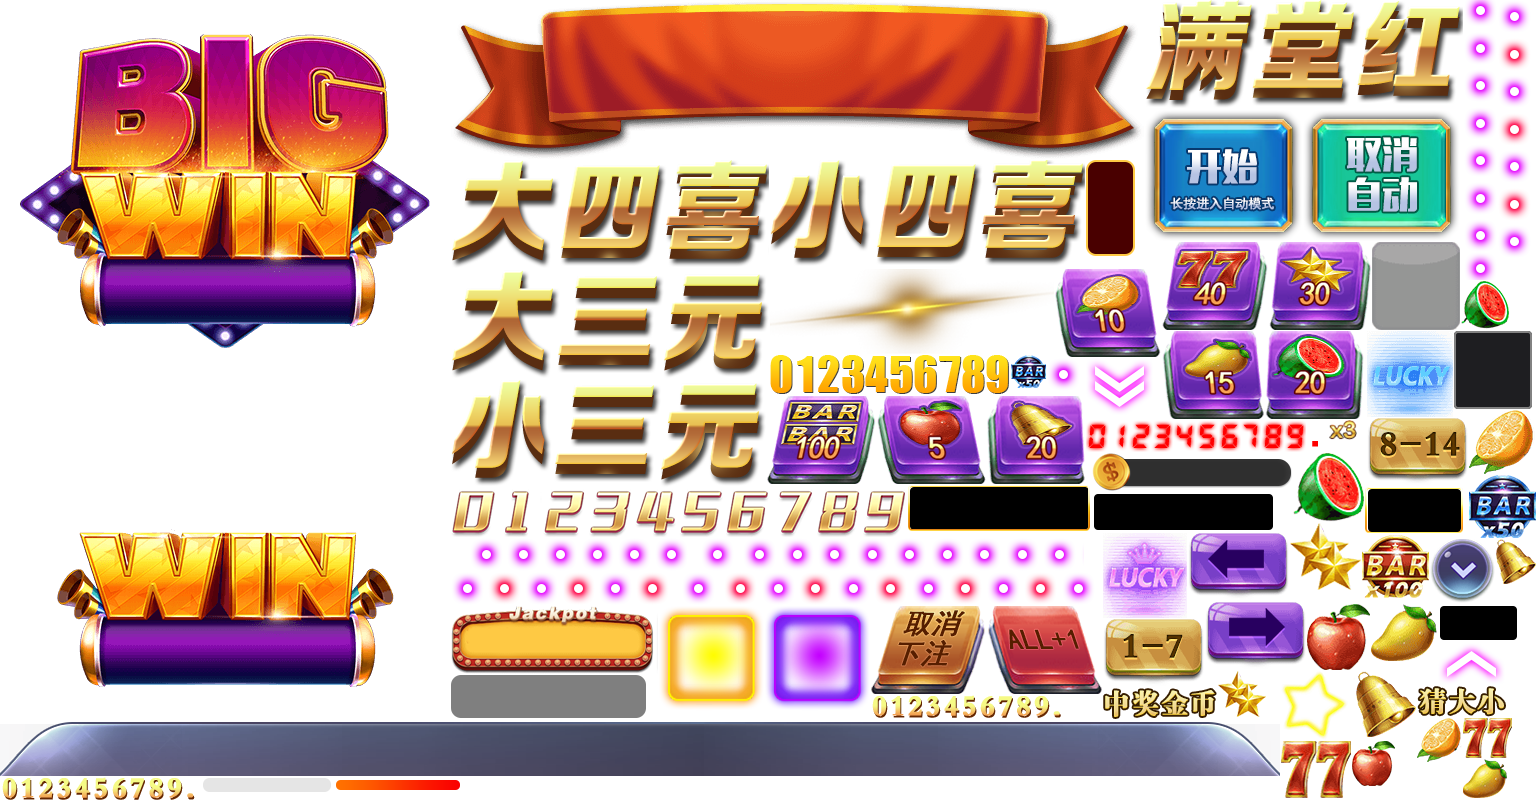 BIG
WIN
满堂红
开始
长按进入自动模式
取消
自动
大四喜小四喜
大三元
小三元
40
30
10
15
20
LUCKY
0123456789
BAR
x50
BAR
BAR
100
5
20
0123456789.
x3
8-14
0123456789
BAR
x50
WIN
LUCKY
BAR
x100
Jackpot
取消
下注
ALL+1
1-7
0123456789.
中奖金币
猜大小
77
77
77
0123456789.
$